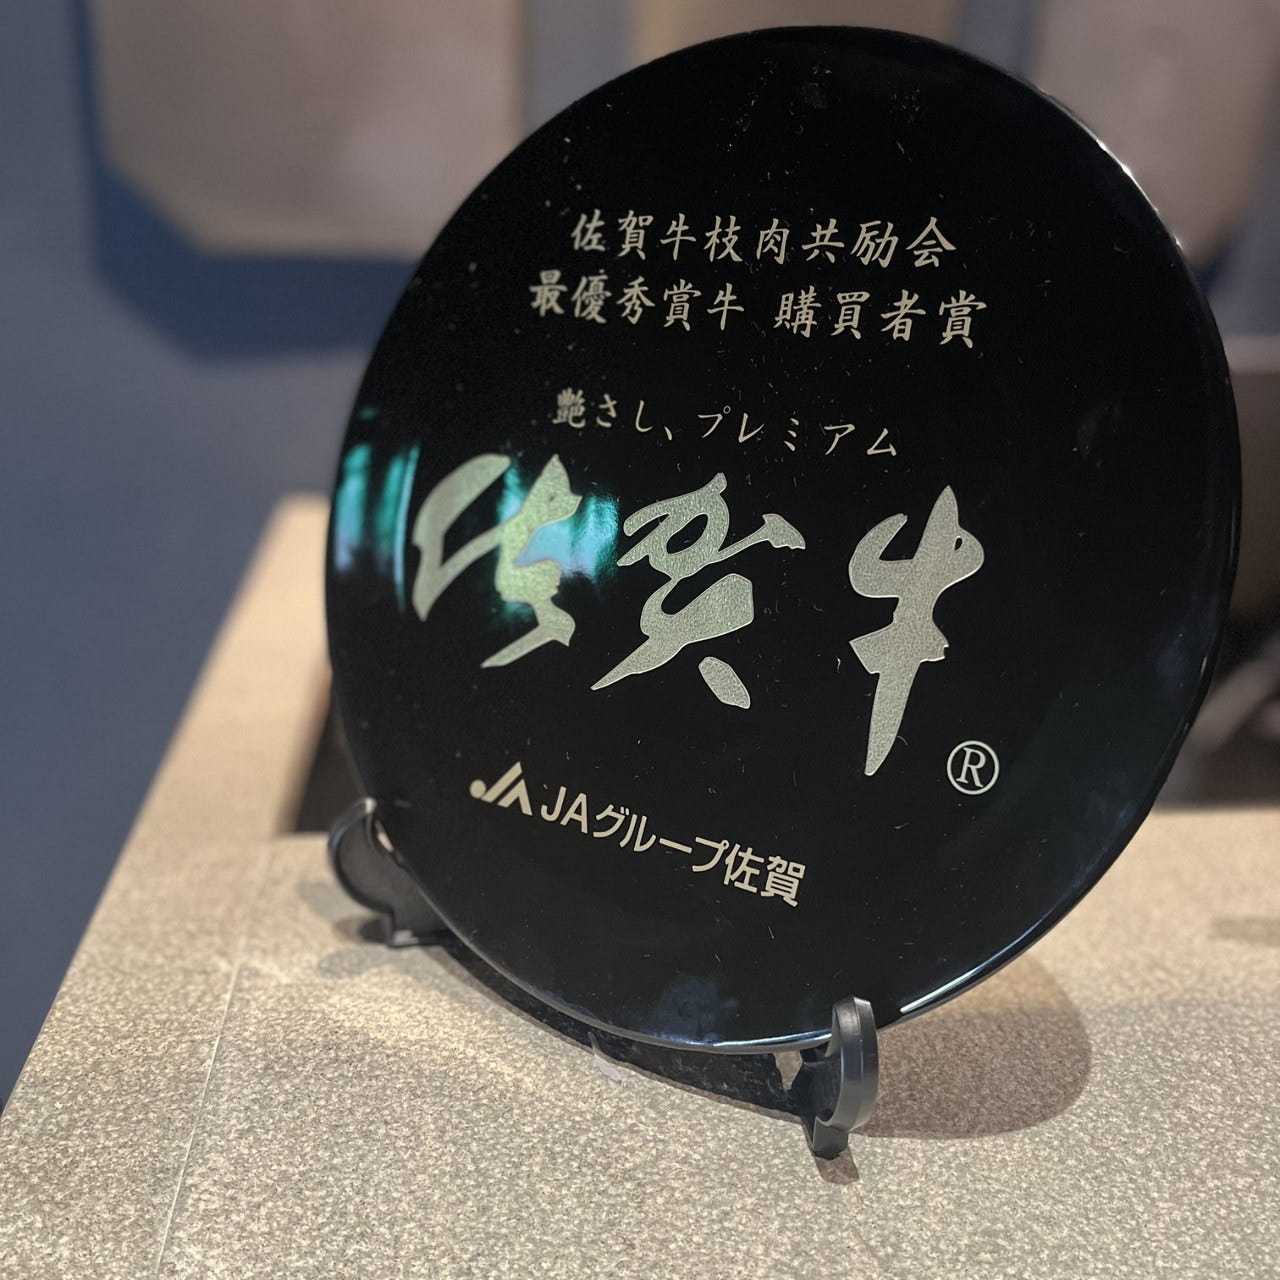 佐賀牛枝肉共励会
最優秀賞牛 購買者賞
艶さし、プレミアム
佐賀牛®
JAグループ佐賀